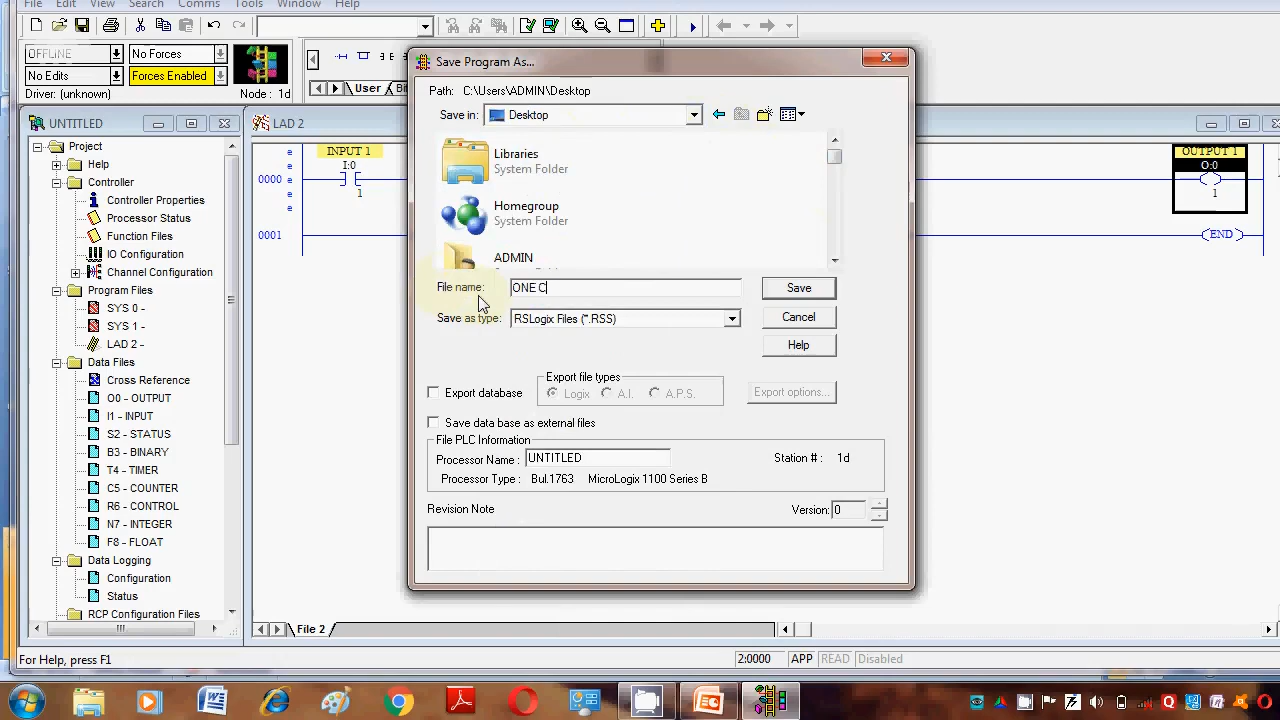 File Edit View Search Comms Tools Window Help
OFFLINE No Forces
No Edits Forces Enabled
Driver: (unknown) Node : 1d
User
UNTITLED
Project
Help
Controller
Controller Properties
Processor Status
Function Files
IO Configuration
Channel Configuration
Program Files
SYS 0 -
SYS 1 -
LAD 2 -
Data Files
Cross Reference
O0 - OUTPUT
I1 - INPUT
S2 - STATUS
B3 - BINARY
T4 - TIMER
C5 - COUNTER
R6 - CONTROL
N7 - INTEGER
F8 - FLOAT
Data Logging
Configuration
Status
RCP Configuration Files
LAD 2
INPUT 1
I:0
0000
1
OUTPUT 1
O:0
1
0001
END
File 2
Save Program As...
Path: C:\Users\ADMIN\Desktop
Save in: Desktop
Libraries
System Folder
Homegroup
System Folder
ADMIN
File name: ONE C
Save
Save as type: RSLogix Files (*.RSS)
Cancel
Help
Export database
Export file types
Logix A.I. A.P.S.
Export options...
Save data base as external files
File PLC Information
Processor Name : UNTITLED Station # : 1d
Processor Type : Bul.1763 MicroLogix 1100 Series B
Revision Note Version: 0
For Help, press F1
2:0000 APP READ Disabled